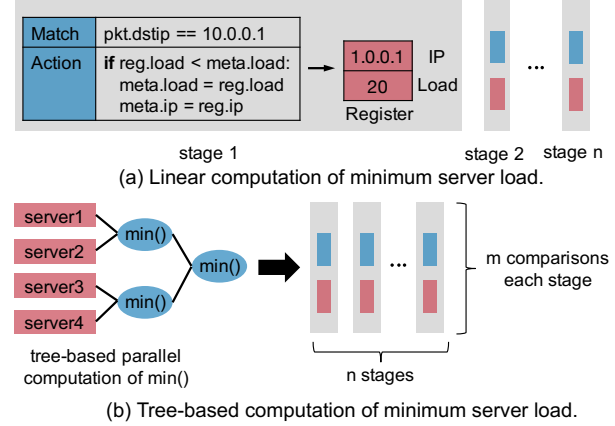 Match pkt.dstip == 10.0.0.1
Action if reg.load < meta.load:
meta.load = reg.load
meta.ip = reg.ip
1.0.0.1 IP
20 Load
Register
...
stage 1
stage 2
stage n
(a) Linear computation of minimum server load.
server1
server2
server3
server4
min()
min()
min()
...
m comparisons
each stage
tree-based parallel
computation of min()
n stages
(b) Tree-based computation of minimum server load.